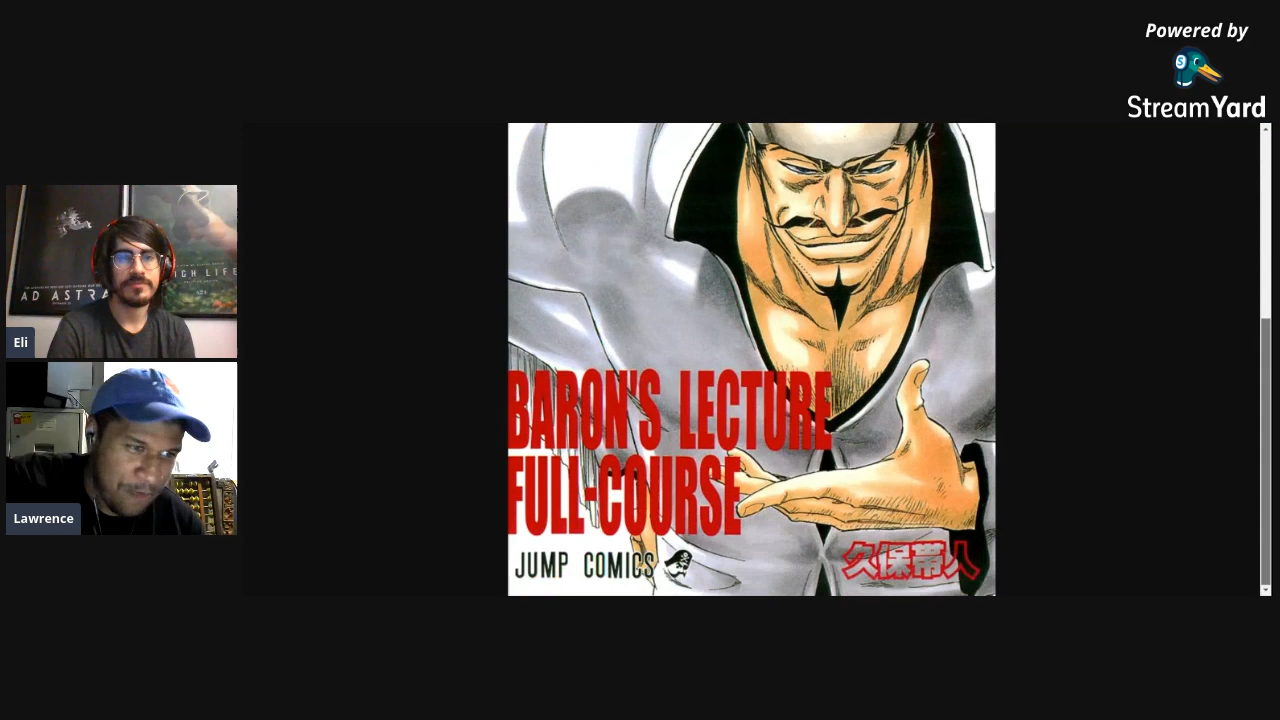 Powered by
StreamYard
AD ASTRA
HIGH LIFE
Eli
Lawrence
BARON'S LECTURE
FULL-COURSE
JUMP COMICS
久保帯人